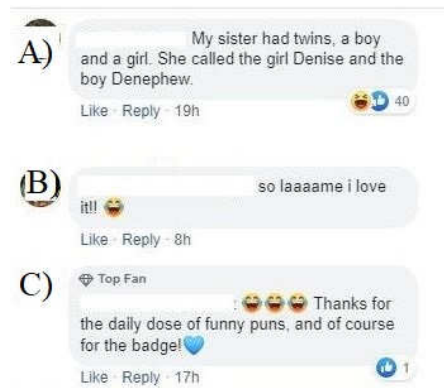 A)
My sister had twins, a boy
and a girl. She called the girl Denise and the
boy Denephew.
40
Like · Reply · 19h
B)
so laaaame i love
it!! 😂
Like · Reply · 8h
C)
Top Fan
: 😂😂😂 Thanks for
the daily dose of funny puns, and of course
for the badge!💙
1
Like · Reply · 17h